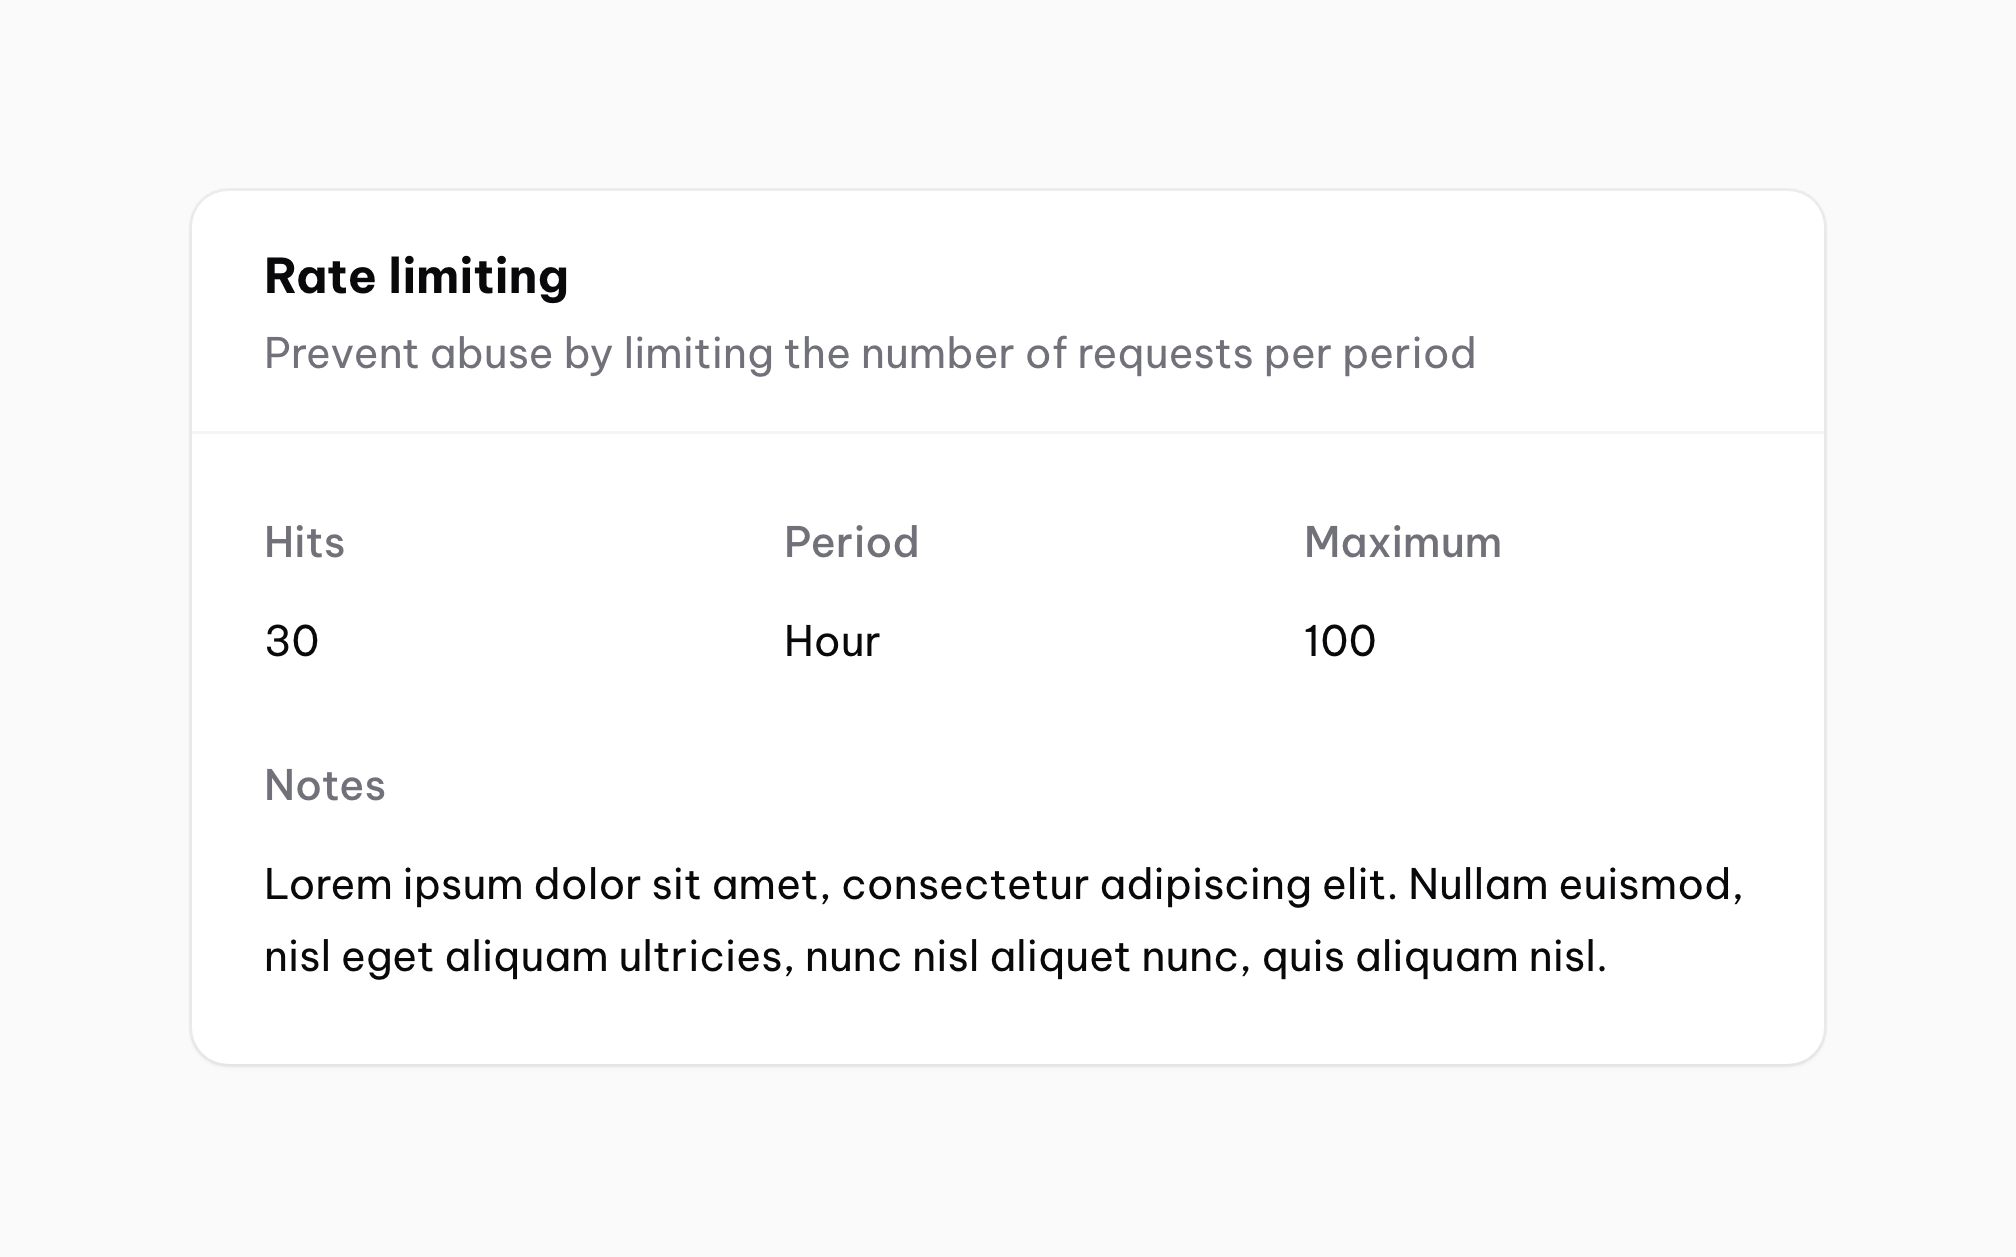 Rate limiting
Prevent abuse by limiting the number of requests per period
Hits
Period
Maximum
30
Hour
100
Notes
Lorem ipsum dolor sit amet, consectetur adipiscing elit. Nullam euismod,
nisl eget aliquam ultricies, nunc nisl aliquet nunc, quis aliquam nisl.